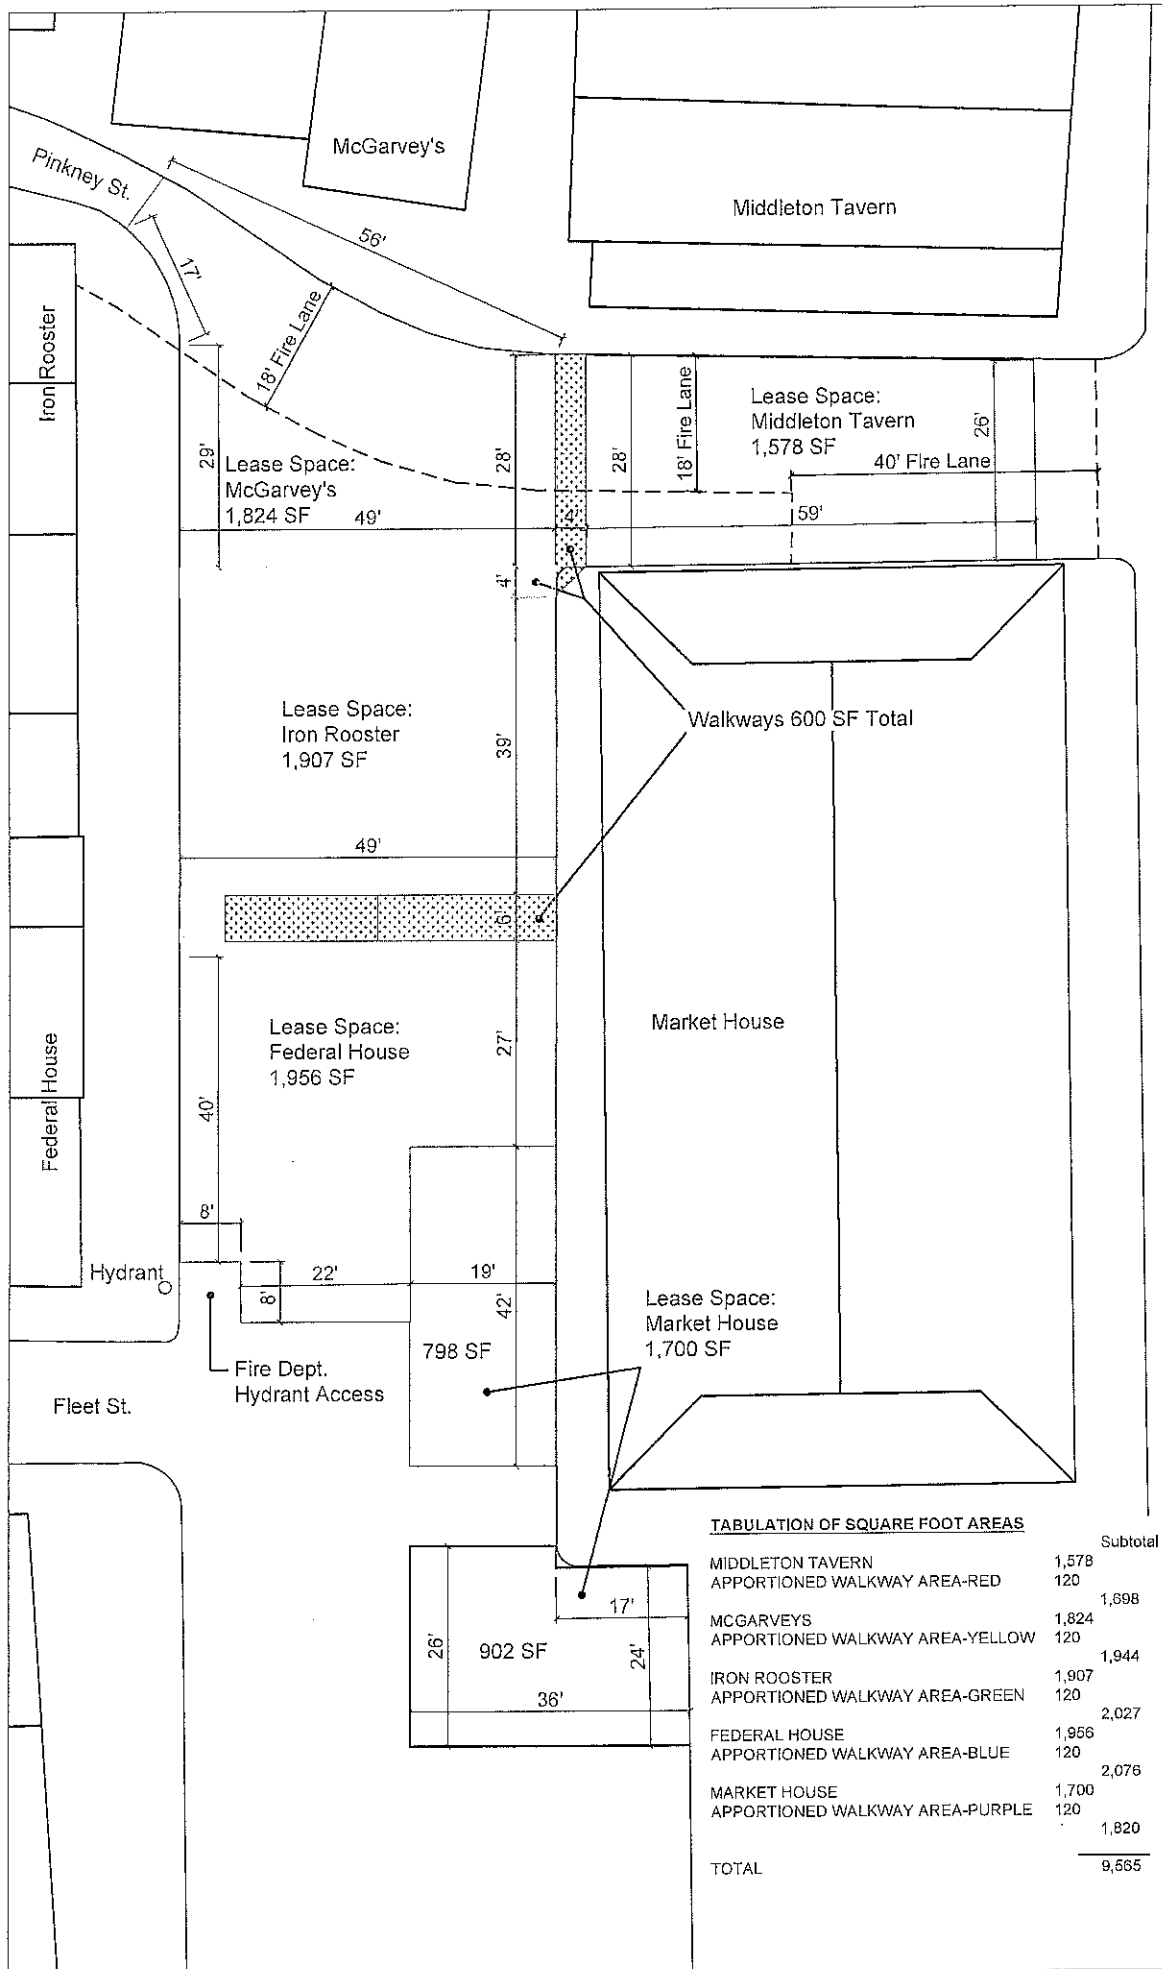 McGarvey's
Pinkney St.
Middleton Tavern
56'
17'
18' Fire Lane
Iron Rooster
29'
Lease Space:
McGarvey's
1,824 SF
28'
28'
18' Fire Lane
Lease Space:
Middleton Tavern
1,578 SF
26'
40' Fire Lane
49'
4'
59'
4'
Lease Space:
Iron Rooster
1,907 SF
39'
Walkways 600 SF Total
49'
6'
Lease Space:
Federal House
1,956 SF
27'
Market House
Federal House
40'
8'
Hydrant
22'
19'
8'
42'
Lease Space:
Market House
1,700 SF
798 SF
Fire Dept.
Hydrant Access
Fleet St.
17'
26'
902 SF
24'
36'
TABULATION OF SQUARE FOOT AREAS
Subtotal
MIDDLETON TAVERN 1,578
APPORTIONED WALKWAY AREA-RED 120
1,698
MCGARVEYS 1,824
APPORTIONED WALKWAY AREA-YELLOW 120
1,944
IRON ROOSTER 1,907
APPORTIONED WALKWAY AREA-GREEN 120
2,027
FEDERAL HOUSE 1,956
APPORTIONED WALKWAY AREA-BLUE 120
2,076
MARKET HOUSE 1,700
APPORTIONED WALKWAY AREA-PURPLE 120
1,820
TOTAL 9,565